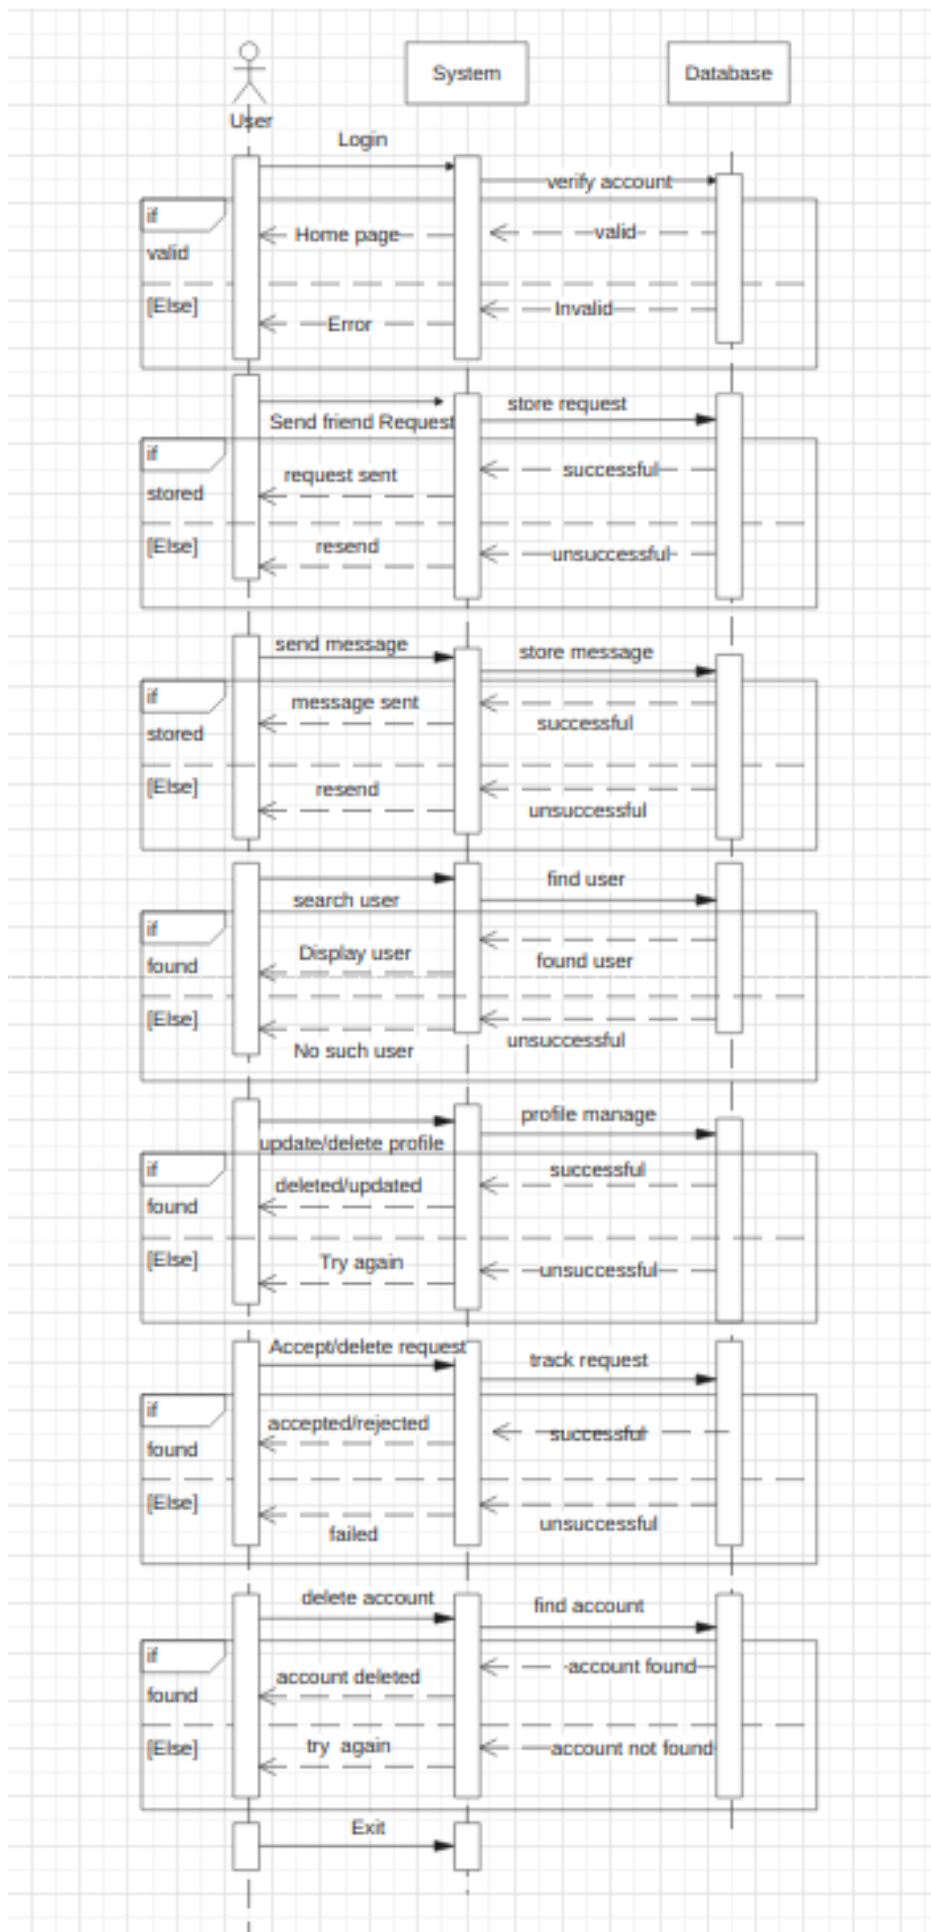 System
Database
User
Login
verify account
if
valid
Home page
valid
[Else]
Invalid
Error
store request
Send friend Request
if
successful
request sent
stored
[Else]
resend
unsuccessful
send message
store message
if
message sent
successful
stored
[Else]
resend
unsuccessful
find user
search user
if
Display user
found user
found
[Else]
unsuccessful
No such user
profile manage
update/delete profile
if
successful
deleted/updated
found
[Else]
Try again
unsuccessful
Accept/delete request
track request
if
accepted/rejected
successful
found
[Else]
unsuccessful
failed
delete account
find account
if
account found
account deleted
found
[Else]
try again
account not found
Exit